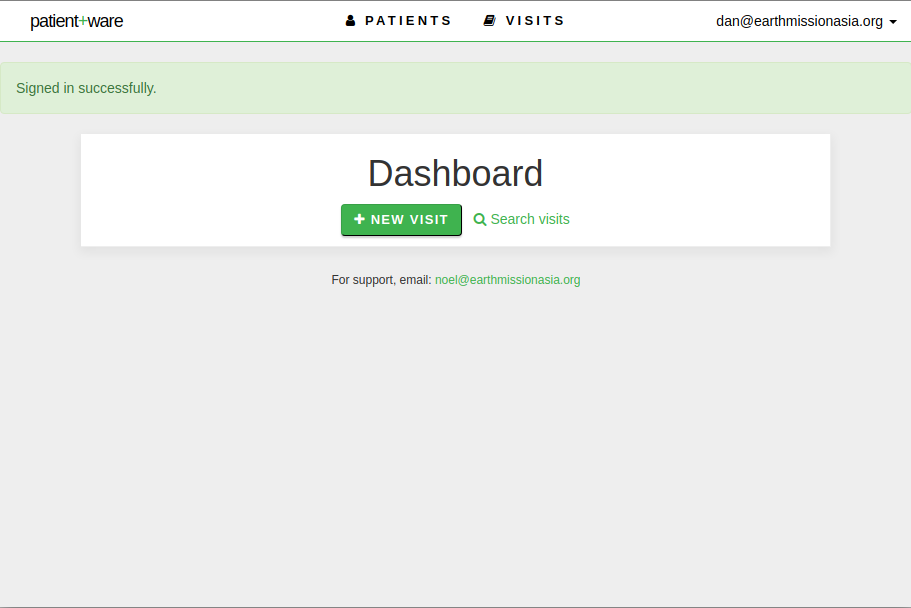 patient+ware PATIENTS VISITS dan@earthmissionasia.org
Signed in successfully.
Dashboard
NEW VISIT Search visits
For support, email: noel@earthmissionasia.org